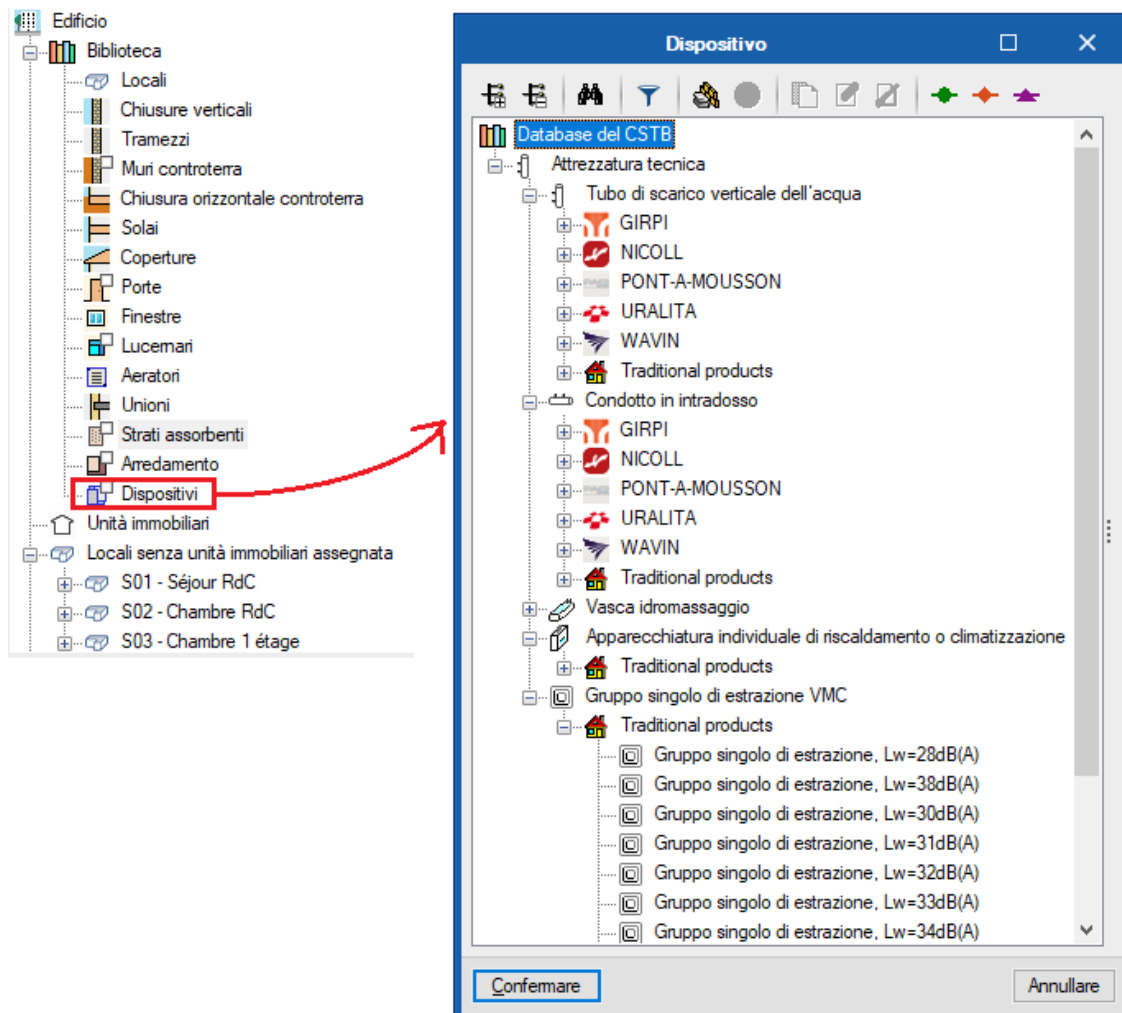 Edificio
Biblioteca
Locali
Chiusure verticali
Tramezzi
Muri controterra
Chiusura orizzontale controterra
Solai
Coperture
Porte
Finestre
Lucernari
Aeratori
Unioni
Strati assorbenti
Arredamento
Dispositivi
Unità immobiliari
Locali senza unità immobiliari assegnata
S01 - Séjour RdC
S02 - Chambre RdC
S03 - Chambre 1 étage
Dispositivo
Database del CSTB
Attrezzatura tecnica
Tubo di scarico verticale dell'acqua
GIRPI
NICOLL
PONT-A-MOUSSON
URALITA
WAVIN
Traditional products
Condotto in intradosso
GIRPI
NICOLL
PONT-A-MOUSSON
URALITA
WAVIN
Traditional products
Vasca idromassaggio
Apparecchiatura individuale di riscaldamento o climatizzazione
Traditional products
Gruppo singolo di estrazione VMC
Traditional products
Gruppo singolo di estrazione, Lw=28dB(A)
Gruppo singolo di estrazione, Lw=38dB(A)
Gruppo singolo di estrazione, Lw=30dB(A)
Gruppo singolo di estrazione, Lw=31dB(A)
Gruppo singolo di estrazione, Lw=32dB(A)
Gruppo singolo di estrazione, Lw=33dB(A)
Gruppo singolo di estrazione, Lw=34dB(A)
Confermare
Annullare